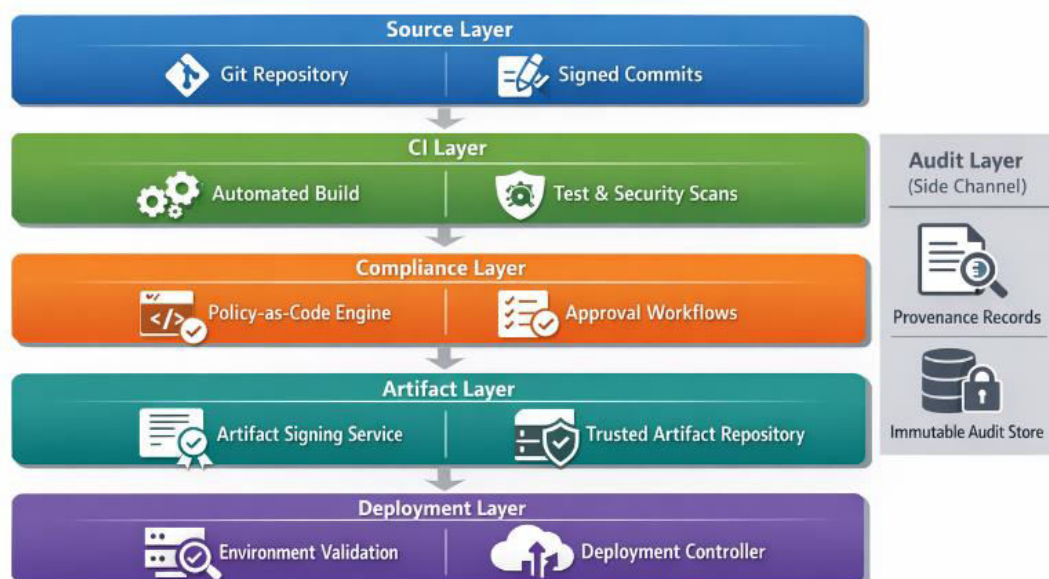 Source Layer
Git Repository
Signed Commits
CI Layer
Automated Build
Test & Security Scans
Compliance Layer
</>
Policy-as-Code Engine
Approval Workflows
Artifact Layer
Artifact Signing Service
Trusted Artifact Repository
Deployment Layer
Environment Validation
Deployment Controller
Audit Layer
(Side Channel)
Provenance Records
Immutable Audit Store